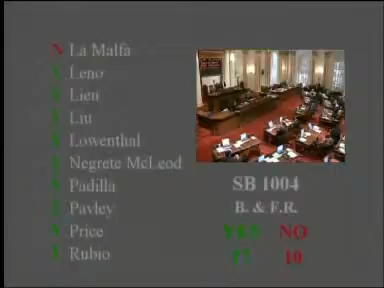 N La Malfa
Leno
Lieu
Liu
Lowenthal
Negrete McLeod
Padilla
Pavley
Y Price
Rubio
SB 1004
B. & F.R.
YES NO
10